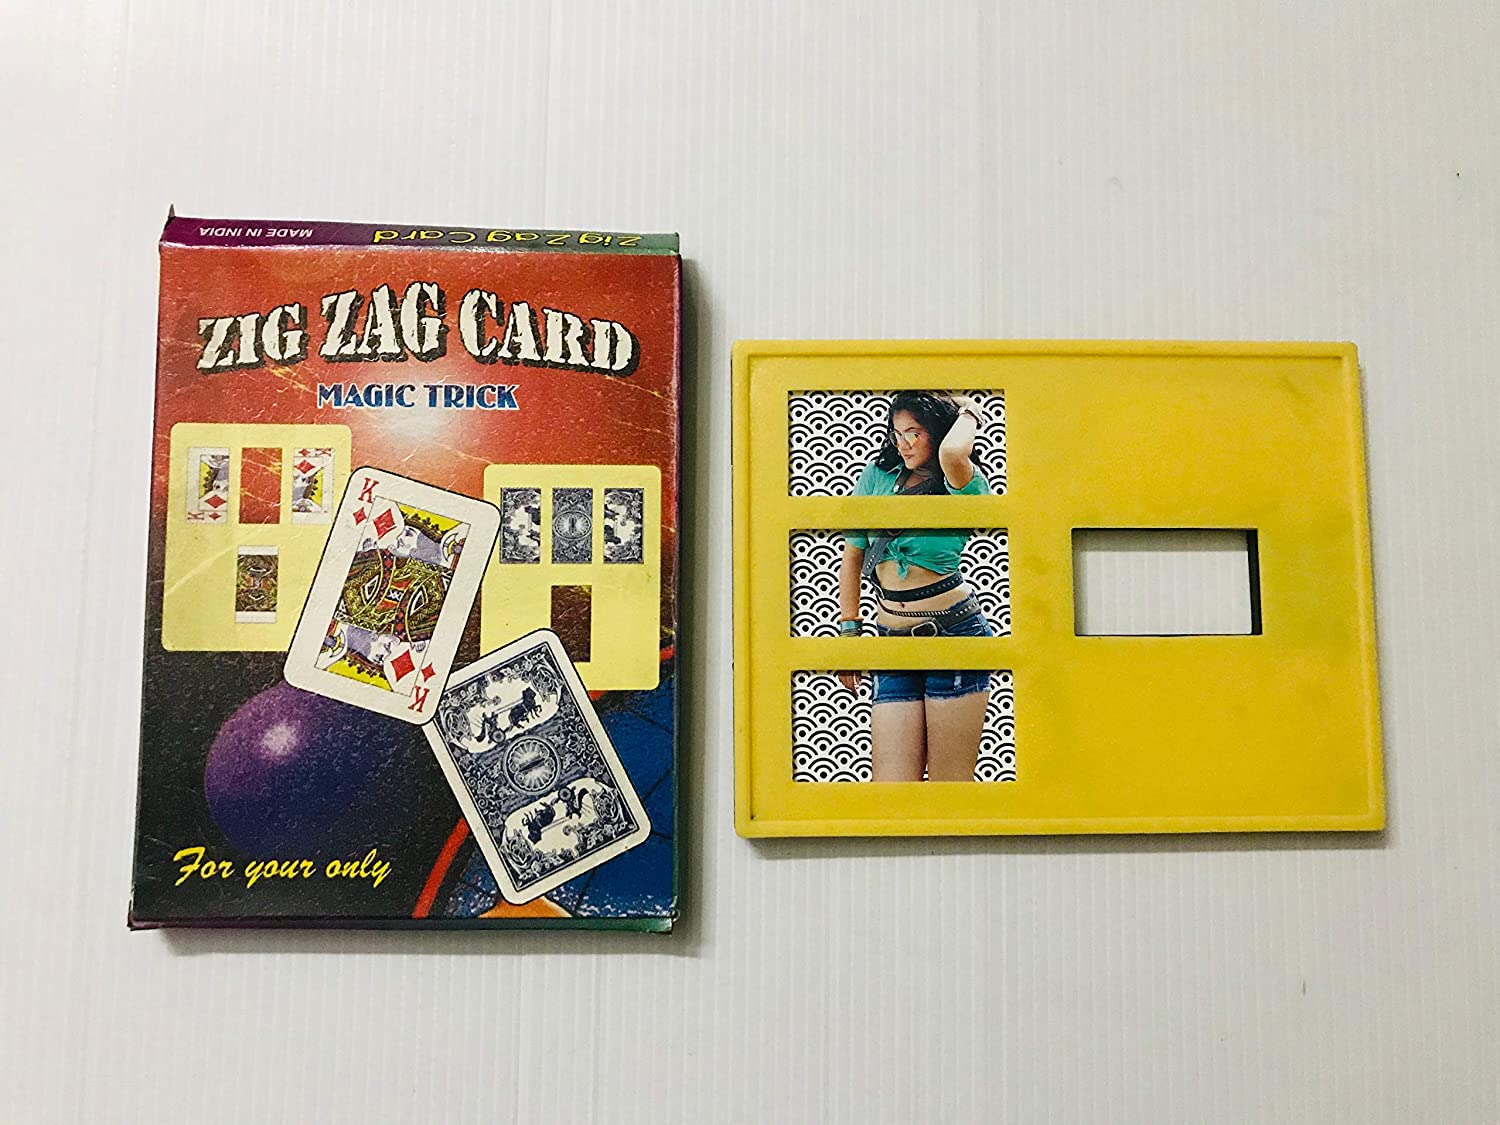 MADE IN INDIA
Zig Zag Card
ZIG ZAG CARD
MAGIC TRICK
K
K
For your only